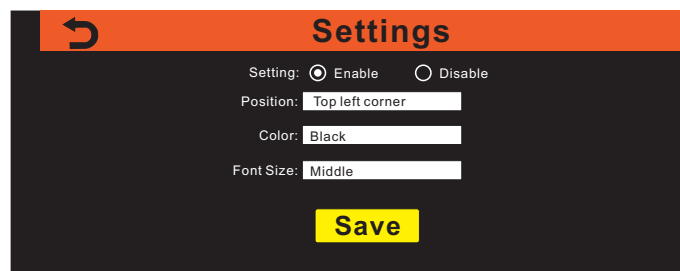 Settings
Setting: Enable Disable
Position: Top left corner
Color: Black
Font Size: Middle
Save